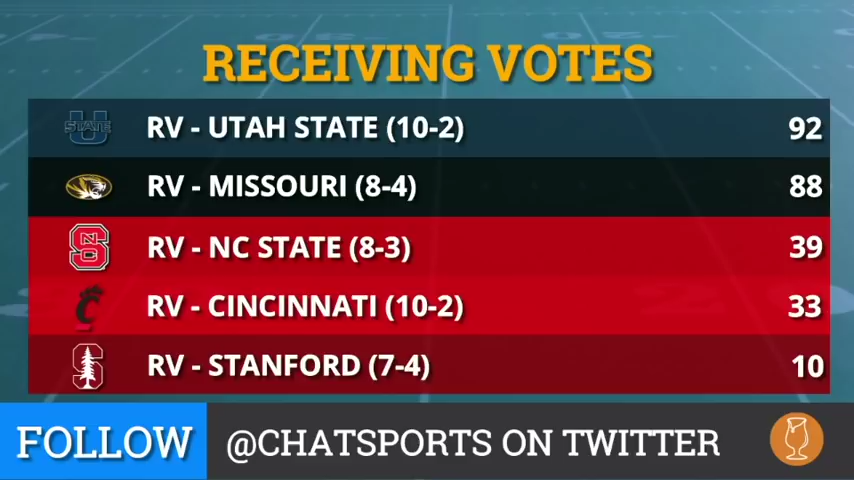 RECEIVING VOTES
RV - UTAH STATE (10-2) 92
RV - MISSOURI (8-4) 88
RV - NC STATE (8-3) 39
RV - CINCINNATI (10-2) 33
RV - STANFORD (7-4) 10
FOLLOW @CHATSPORTS ON TWITTER